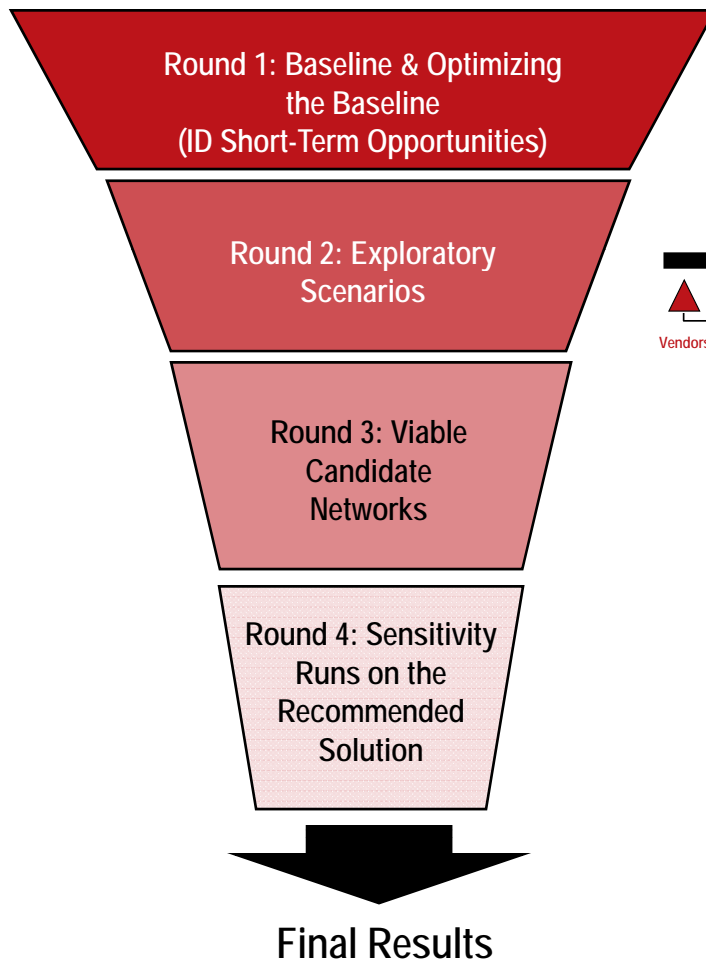 Round 1: Baseline & Optimizing
the Baseline
(ID Short-Term Opportunities)
Round 2: Exploratory
Scenarios
Vendors
Round 3: Viable
Candidate
Networks
Round 4: Sensitivity
Runs on the
Recommended
Solution
Final Results